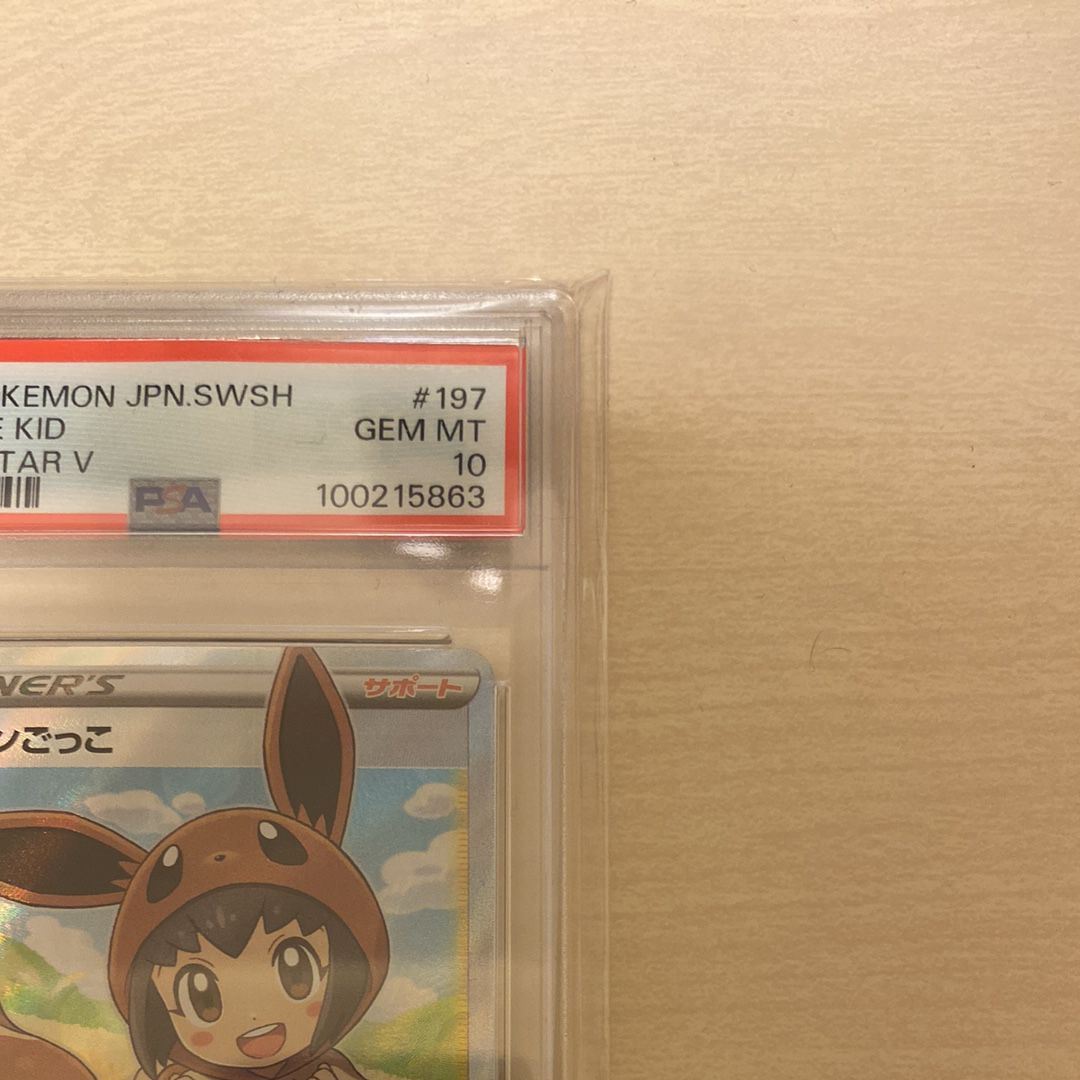 KEMON JPN.SWSH #197
E KID GEM MT
TAR V 10
PSA 100215863
NER'S サポート
ンごっこ